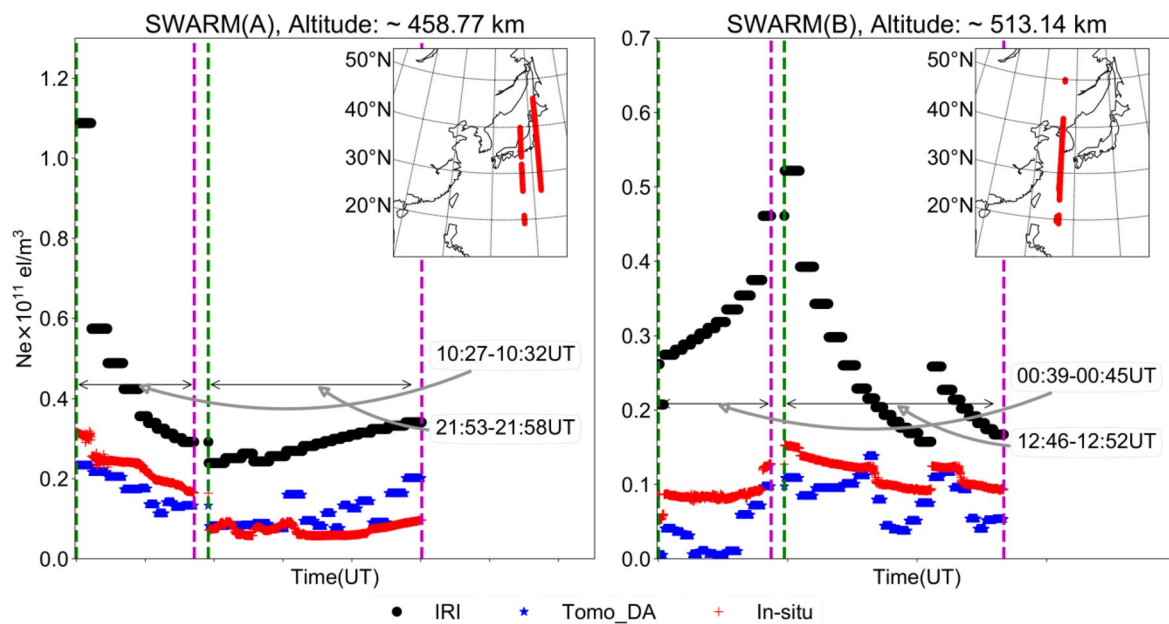 SWARM(A), Altitude: ~ 458.77 km
SWARM(B), Altitude: ~ 513.14 km
Ne×10¹¹ el/m³
1.2
1.0
0.8
0.6
0.4
0.2
0.0
50°N
40°N
30°N
20°N
10:27-10:32UT
21:53-21:58UT
Time(UT)
0.7
0.6
0.5
0.4
0.3
0.2
0.1
0.0
50°N
40°N
30°N
20°N
00:39-00:45UT
12:46-12:52UT
Time(UT)
IRI
Tomo_DA
In-situ